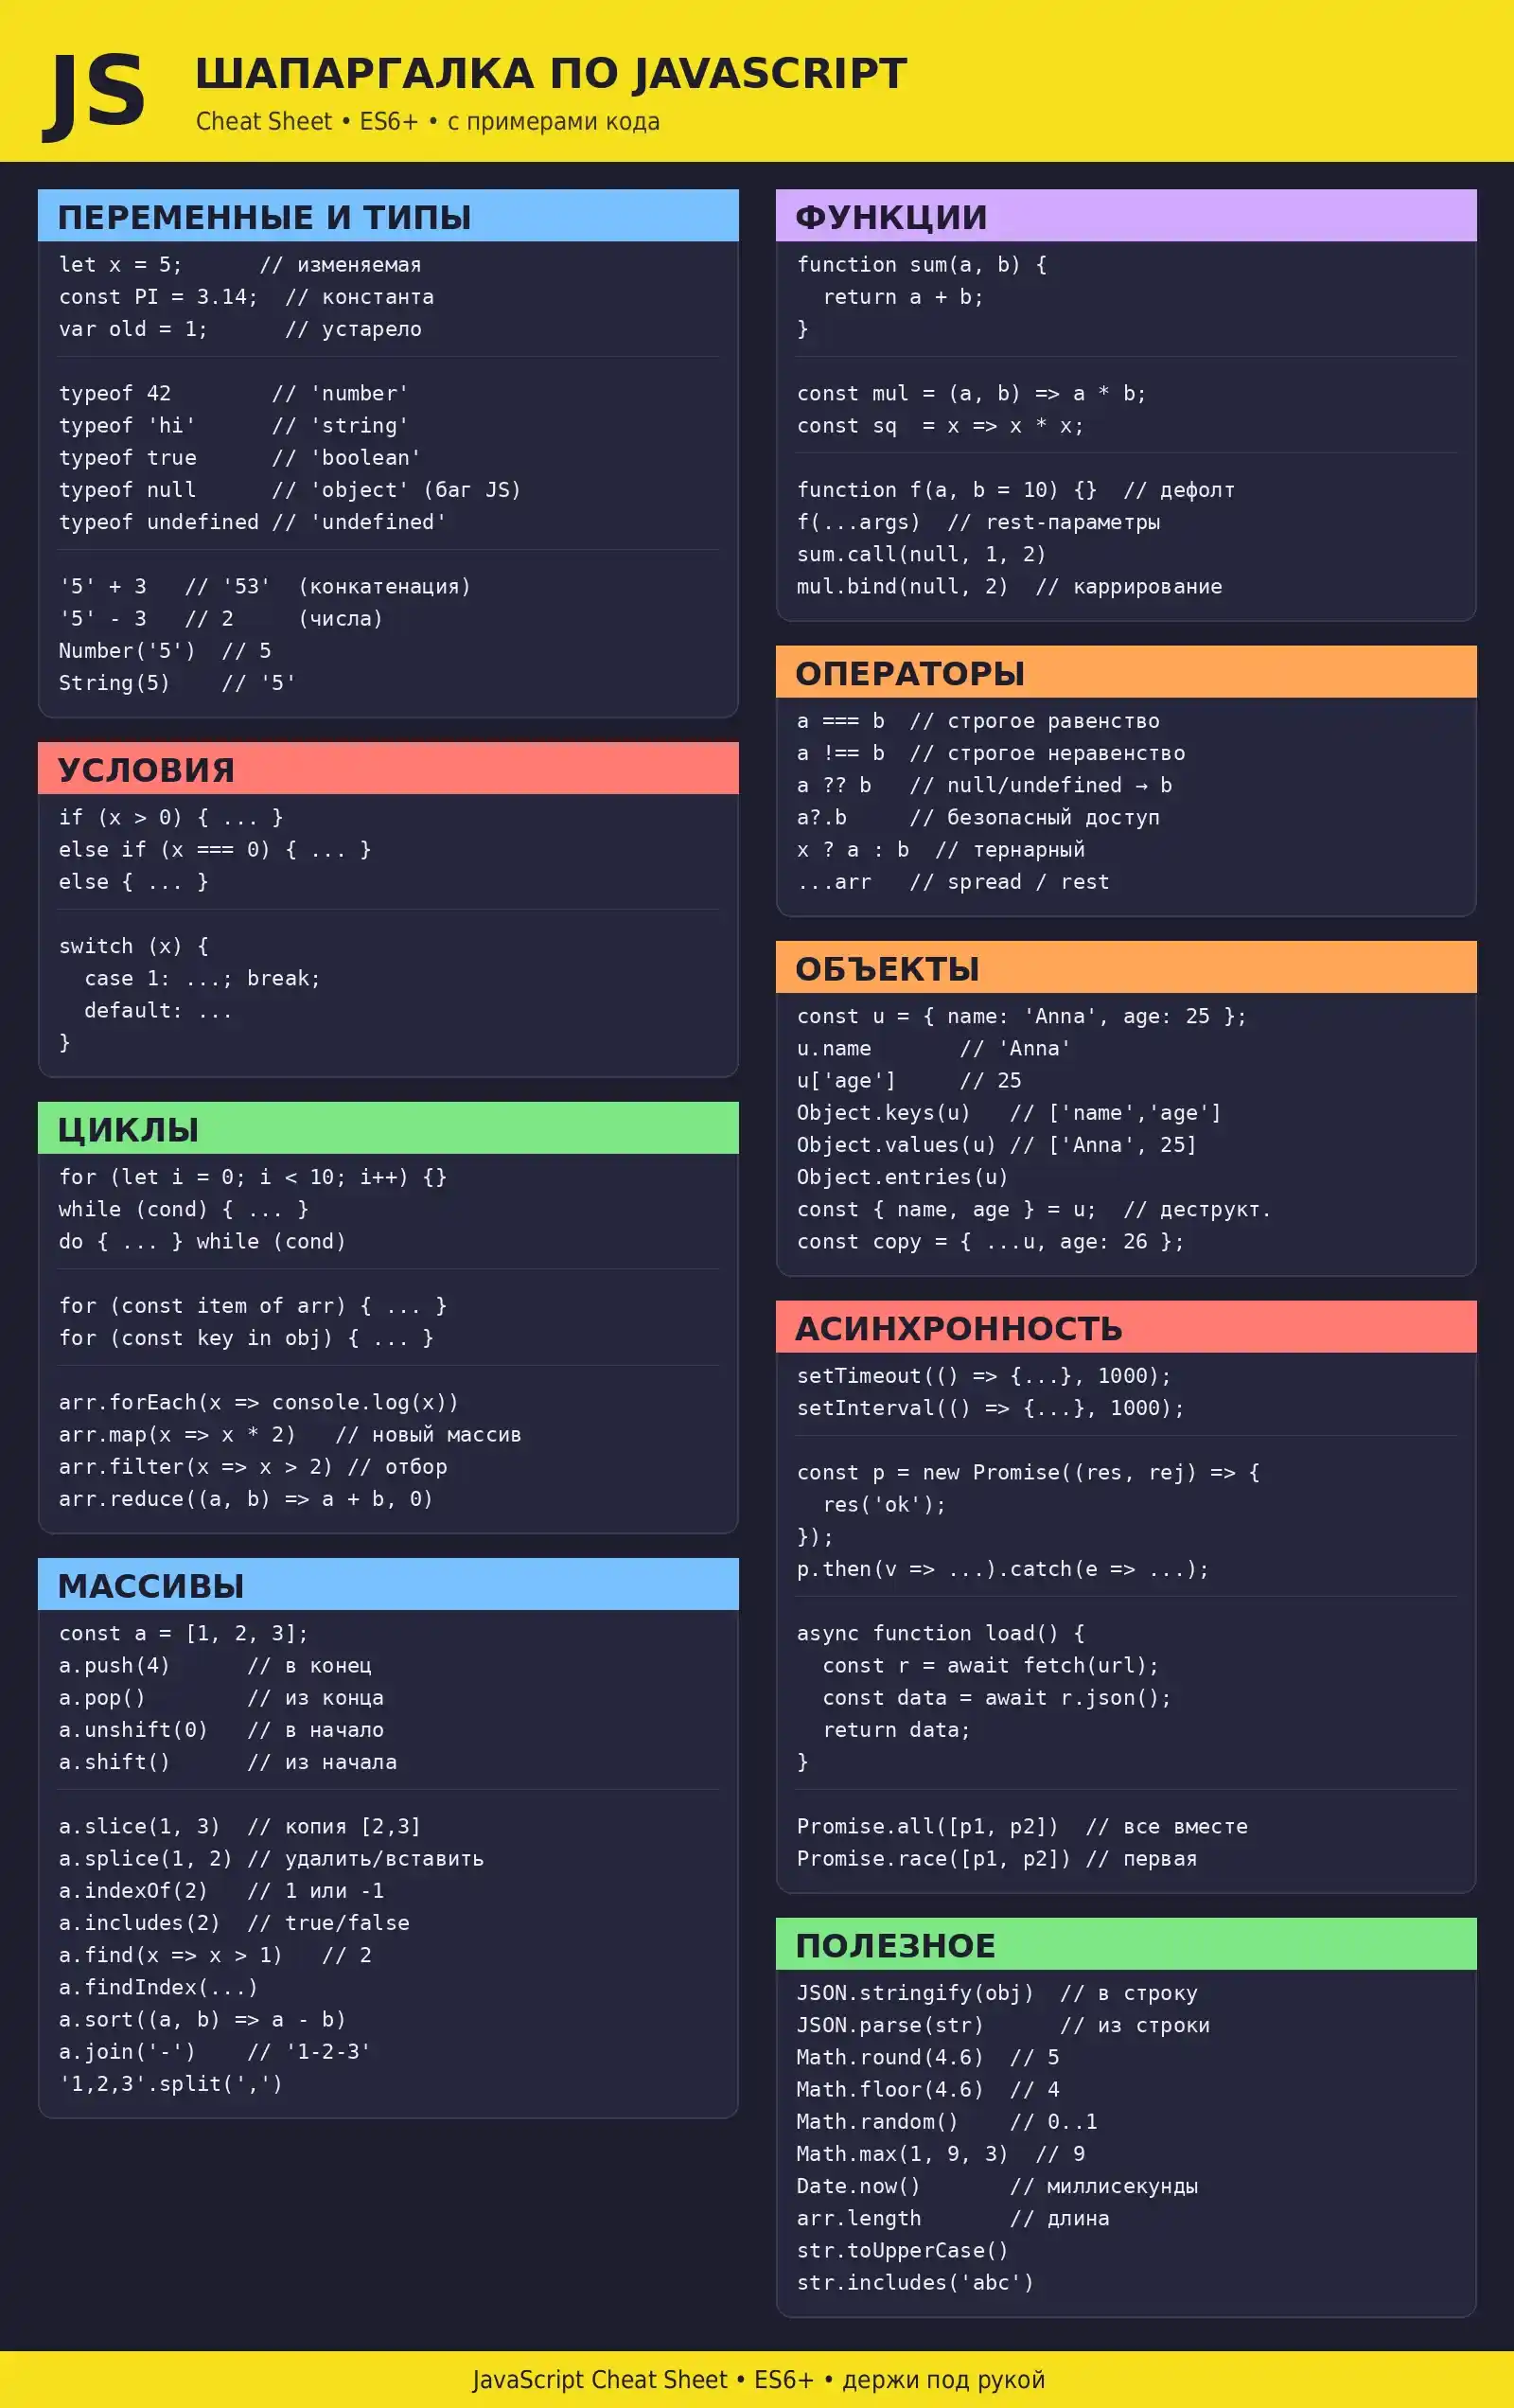 JS
ШАПАРГАЛКА ПО JAVASCRIPT
Cheat Sheet • ES6+ • с примерами кода
ПЕРЕМЕННЫЕ И ТИПЫ
let x = 5;      // изменяемая
const PI = 3.14;  // константа
var old = 1;      // устарело
typeof 42        // 'number'
typeof 'hi'      // 'string'
typeof true      // 'boolean'
typeof null      // 'object' (баг JS)
typeof undefined // 'undefined'
'5' + 3   // '53'  (конкатенация)
'5' - 3   // 2     (числа)
Number('5')  // 5
String(5)    // '5'
УСЛОВИЯ
if (x > 0) { ... }
else if (x === 0) { ... }
else { ... }
switch (x) {
  case 1: ...; break;
  default: ...
}
ЦИКЛЫ
for (let i = 0; i < 10; i++) {}
while (cond) { ... }
do { ... } while (cond)
for (const item of arr) { ... }
for (const key in obj) { ... }
arr.forEach(x => console.log(x))
arr.map(x => x * 2)   // новый массив
arr.filter(x => x > 2) // отбор
arr.reduce((a, b) => a + b, 0)
МАССИВЫ
const a = [1, 2, 3];
a.push(4)      // в конец
a.pop()        // из конца
a.unshift(0)   // в начало
a.shift()      // из начала
a.slice(1, 3)  // копия [2,3]
a.splice(1, 2) // удалить/вставить
a.indexOf(2)   // 1 или -1
a.includes(2)  // true/false
a.find(x => x > 1)   // 2
a.findIndex(...)
a.sort((a, b) => a - b)
a.join('-')    // '1-2-3'
'1,2,3'.split(',')
ФУНКЦИИ
function sum(a, b) {
  return a + b;
}
const mul = (a, b) => a * b;
const sq  = x => x * x;
function f(a, b = 10) {}  // дефолт
f(...args)  // rest-параметры
sum.call(null, 1, 2)
mul.bind(null, 2)  // каррирование
ОПЕРАТОРЫ
a === b  // строгое равенство
a !== b  // строгое неравенство
a ?? b   // null/undefined → b
a?.b     // безопасный доступ
x ? a : b  // тернарный
...arr   // spread / rest
ОБЪЕКТЫ
const u = { name: 'Anna', age: 25 };
u.name       // 'Anna'
u['age']     // 25
Object.keys(u)   // ['name','age']
Object.values(u) // ['Anna', 25]
Object.entries(u)
const { name, age } = u;  // деструкт.
const copy = { ...u, age: 26 };
АСИНХРОННОСТЬ
setTimeout(() => {...}, 1000);
setInterval(() => {...}, 1000);
const p = new Promise((res, rej) => {
  res('ok');
});
p.then(v => ...).catch(e => ...);
async function load() {
  const r = await fetch(url);
  const data = await r.json();
  return data;
}
Promise.all([p1, p2])  // все вместе
Promise.race([p1, p2]) // первая
ПОЛЕЗНОЕ
JSON.stringify(obj)  // в строку
JSON.parse(str)      // из строки
Math.round(4.6)  // 5
Math.floor(4.6)  // 4
Math.random()    // 0..1
Math.max(1, 9, 3)  // 9
Date.now()       // миллисекунды
arr.length       // длина
str.toUpperCase()
str.includes('abc')
JavaScript Cheat Sheet • ES6+ • держи под рукой